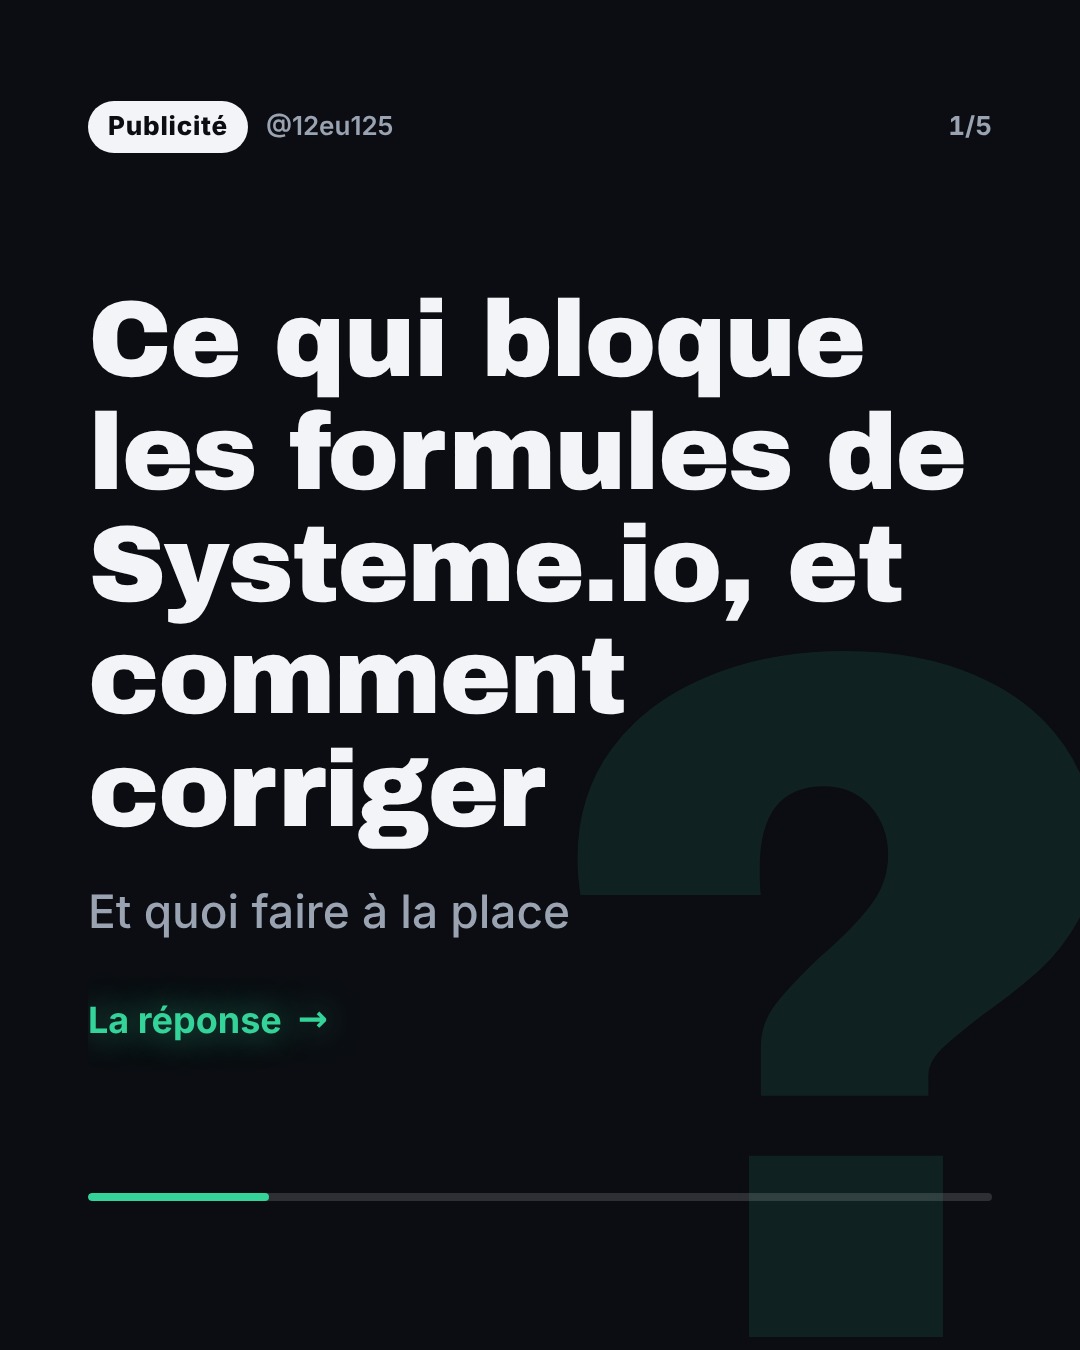 Publicité @12eu125 1/5
Ce qui bloque
les formules de
Systeme.io, et
comment
corriger
Et quoi faire à la place
La réponse →
?